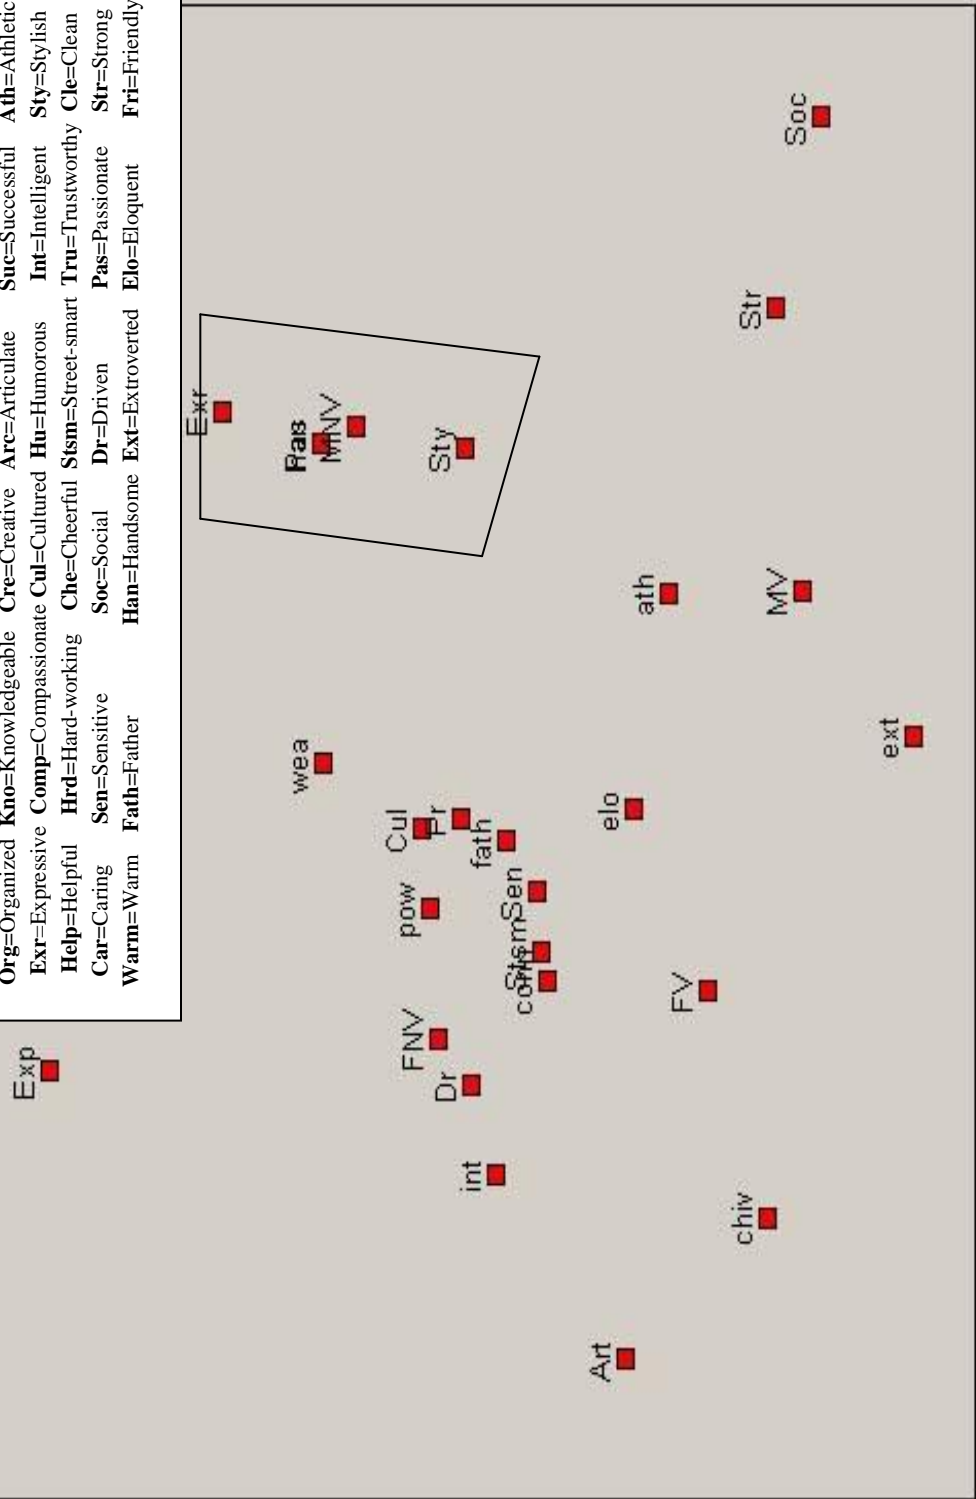 Org=Organized Kno=Knowledgeable Cre=Creative Arc=Articulate Suc=Successful Ath=Athletic
Exr=Expressive Comp=Compassionate Cul=Cultured Hu=Humorous Int=Intelligent Sty=Stylish
Help=Helpful Hrd=Hard-working Che=Cheerful Stsm=Street-smart Tru=Trustworthy Cle=Clean
Car=Caring Sen=Sensitive Soc=Social Dr=Driven Pas=Passionate Str=Strong
Warm=Warm Fath=Father Han=Handsome Ext=Extroverted Elo=Eloquent Fri=Friendly
Exp
Exr
MNV
Sty
wea
Cul
Pr
fath
pow
Sen
Stsm
FNV
Dr
int
Art
elo
ath
FV
Str
chiv
MV
Soc
ext